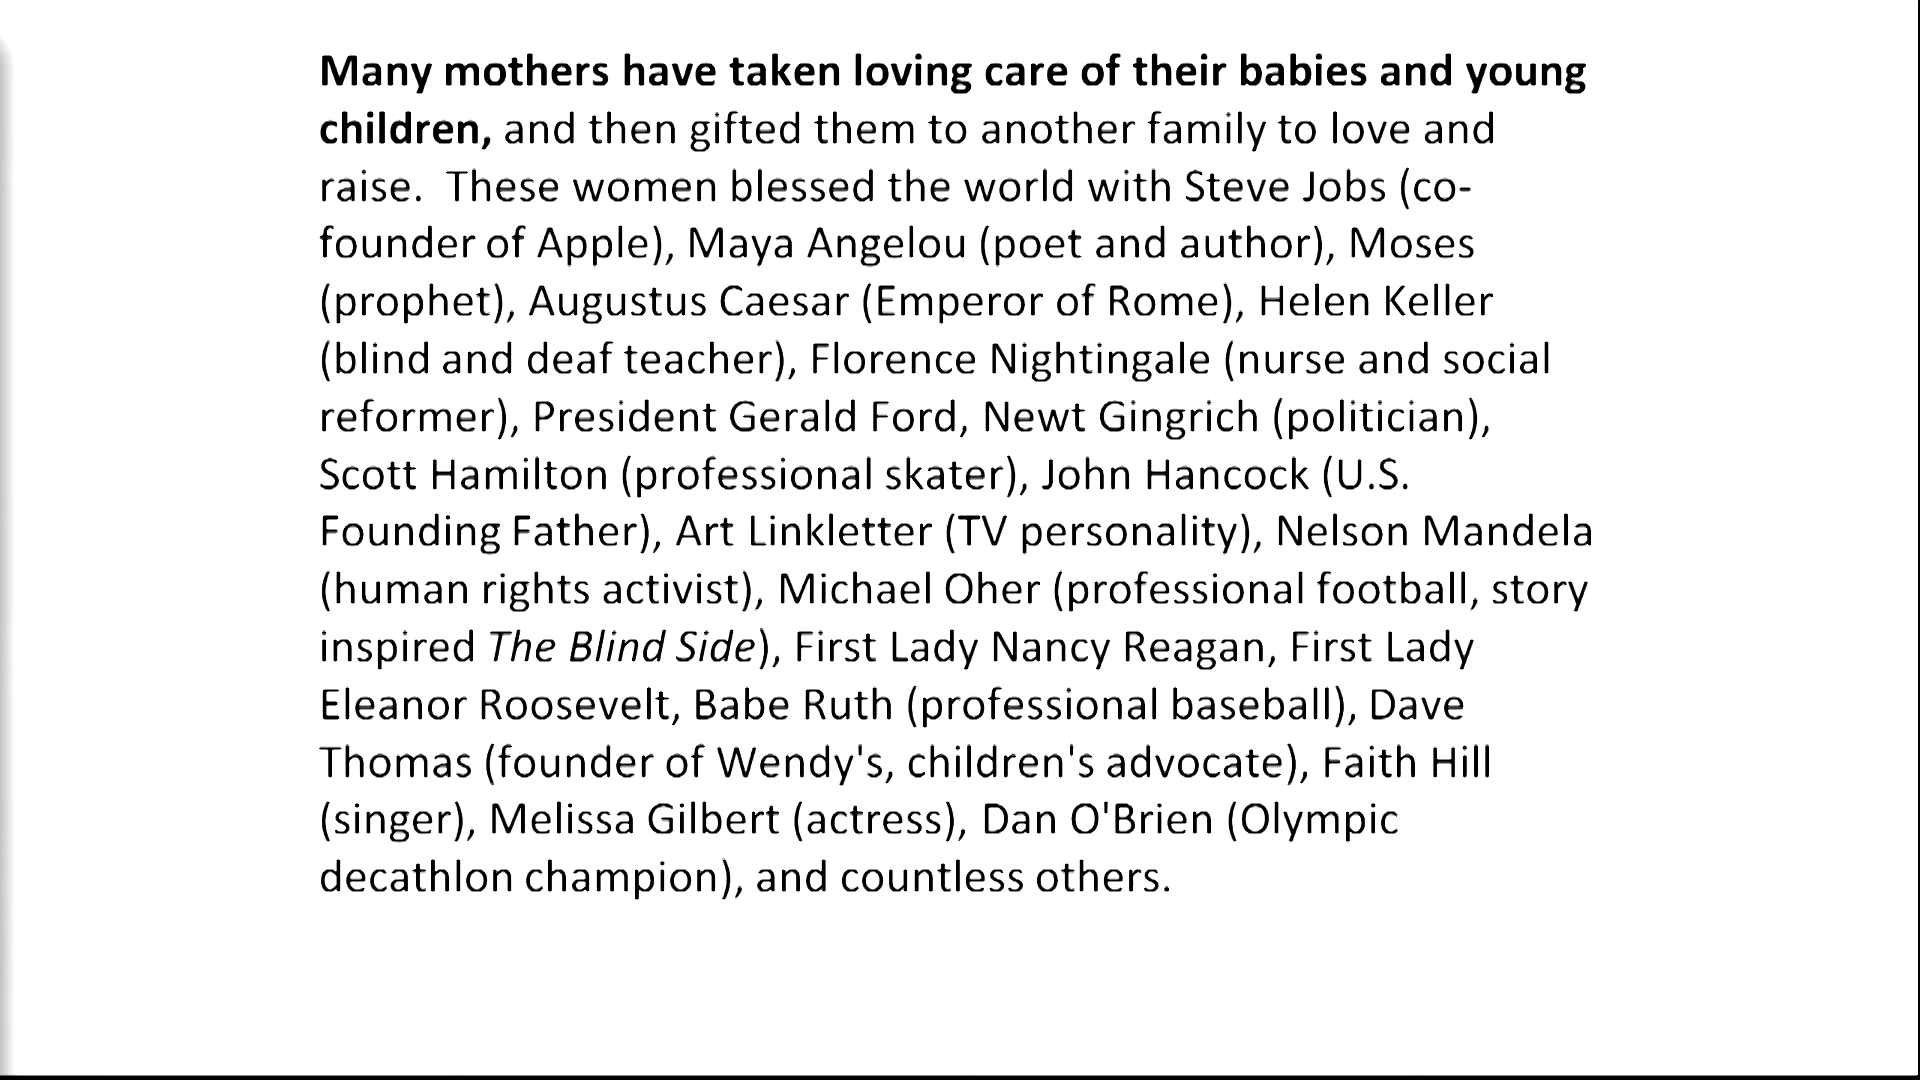 Many mothers have taken loving care of their babies and young
children, and then gifted them to another family to love and
raise.  These women blessed the world with Steve Jobs (co-
founder of Apple), Maya Angelou (poet and author), Moses
(prophet), Augustus Caesar (Emperor of Rome), Helen Keller
(blind and deaf teacher), Florence Nightingale (nurse and social
reformer), President Gerald Ford, Newt Gingrich (politician),
Scott Hamilton (professional skater), John Hancock (U.S.
Founding Father), Art Linkletter (TV personality), Nelson Mandela
(human rights activist), Michael Oher (professional football, story
inspired The Blind Side), First Lady Nancy Reagan, First Lady
Eleanor Roosevelt, Babe Ruth (professional baseball), Dave
Thomas (founder of Wendy's, children's advocate), Faith Hill
(singer), Melissa Gilbert (actress), Dan O'Brien (Olympic
decathlon champion), and countless others.